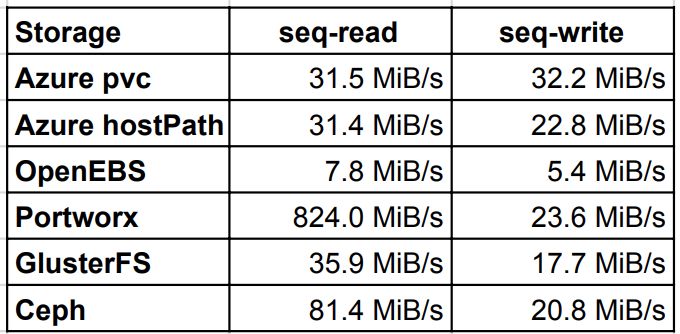 Storage seq-read seq-write
Azure pvc 31.5 MiB/s 32.2 MiB/s
Azure hostPath 31.4 MiB/s 22.8 MiB/s
OpenEBS 7.8 MiB/s 5.4 MiB/s
Portworx 824.0 MiB/s 23.6 MiB/s
GlusterFS 35.9 MiB/s 17.7 MiB/s
Ceph 81.4 MiB/s 20.8 MiB/s